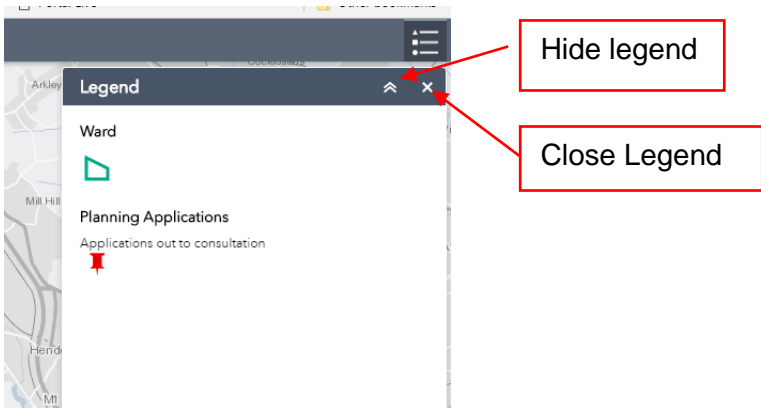 Hide legend
Arkley
Legend
Close Legend
Ward
Mill Hill
Planning Applications
Applications out to consultation